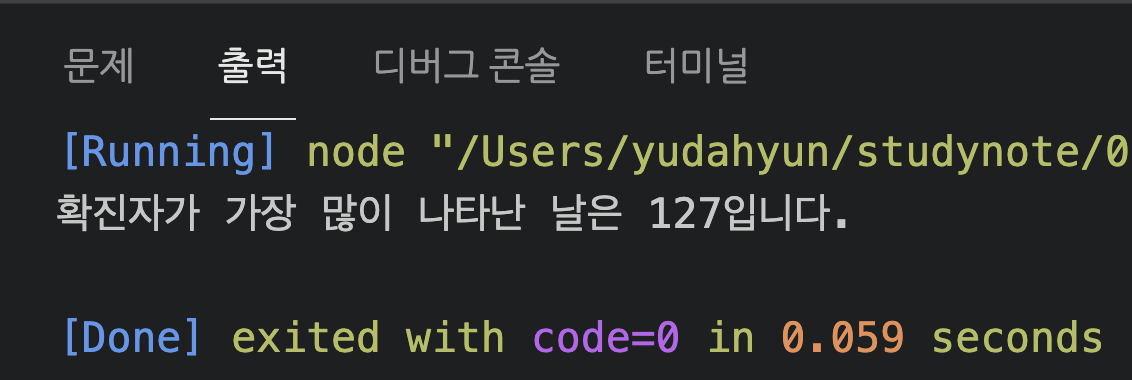 문제 출력 디버그 콘솔 터미널
[Running] node "/Users/yudahyun/studynote/0
확진자가 가장 많이 나타난 날은 127입니다.
[Done] exited with code=0 in 0.059 seconds